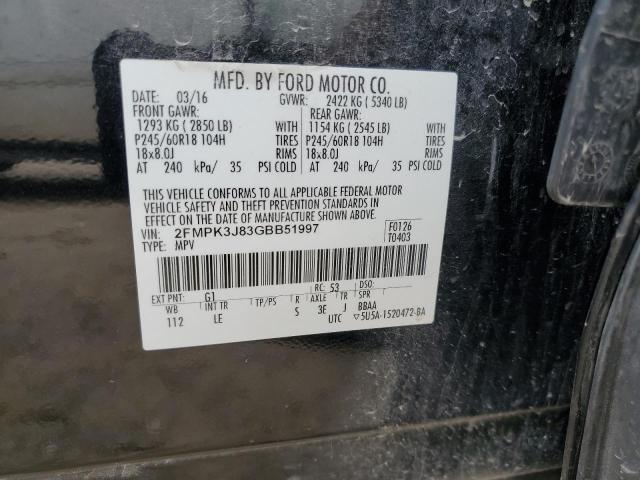 MFD. BY FORD MOTOR CO.
DATE: 03/16 GVWR: 2422 KG ( 5340 LB)
FRONT GAWR: REAR GAWR:
1293 KG ( 2850 LB) WITH 1154 KG ( 2545 LB) WITH
P245/60R18 104H TIRES P245/60R18 104H TIRES
18x8.0J RIMS 18x8.0J RIMS
AT 240 kPa/ 35 PSI COLD AT 240 kPa/ 35 PSI COLD
THIS VEHICLE CONFORMS TO ALL APPLICABLE FEDERAL MOTOR
VEHICLE SAFETY AND THEFT PREVENTION STANDARDS IN
EFFECT ON THE DATE OF MANUFACTURE SHOWN ABOVE.
VIN: 2FMPK3J83GBB51997 F0126
TYPE: MPV T0403
EXT PNT: G1 RC: 53 DSO:
WB INT TR TP/PS R AXLE TR SPR
112 LE S 3E J BBAA
UTC ▽5U5A-1520472-BA